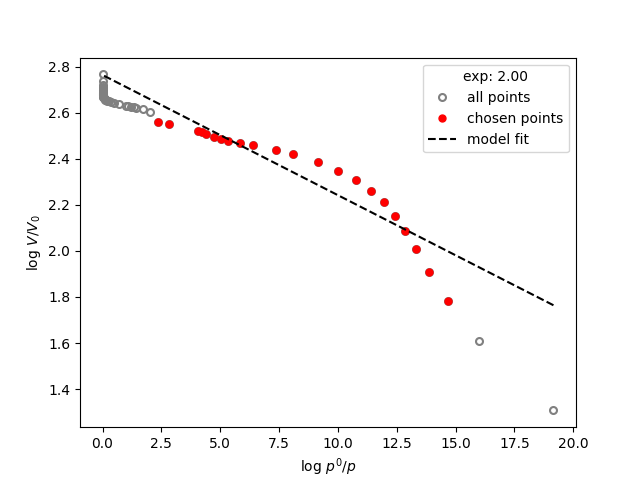 2.8
2.6
2.4
2.2
2.0
1.8
1.6
1.4
log V/V₀
exp: 2.00
all points
chosen points
model fit
0.0 2.5 5.0 7.5 10.0 12.5 15.0 17.5 20.0
log p⁰/p